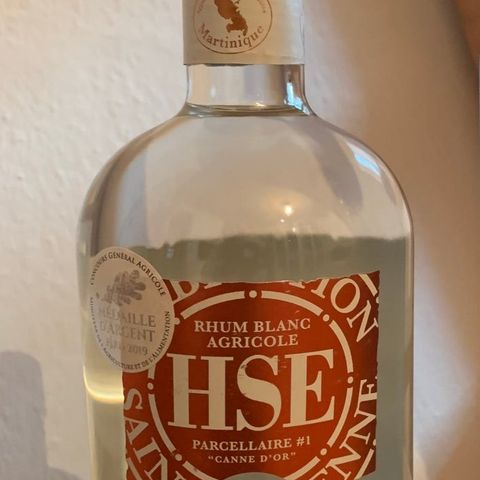 Martinique
CONCOURS GÉNÉRAL AGRICOLE
MÉDAILLE
D'ARGENT
PARIS 2019
RHUM BLANC
AGRICOLE
HSE
PARCELLAIRE #1
"CANNE D'OR"